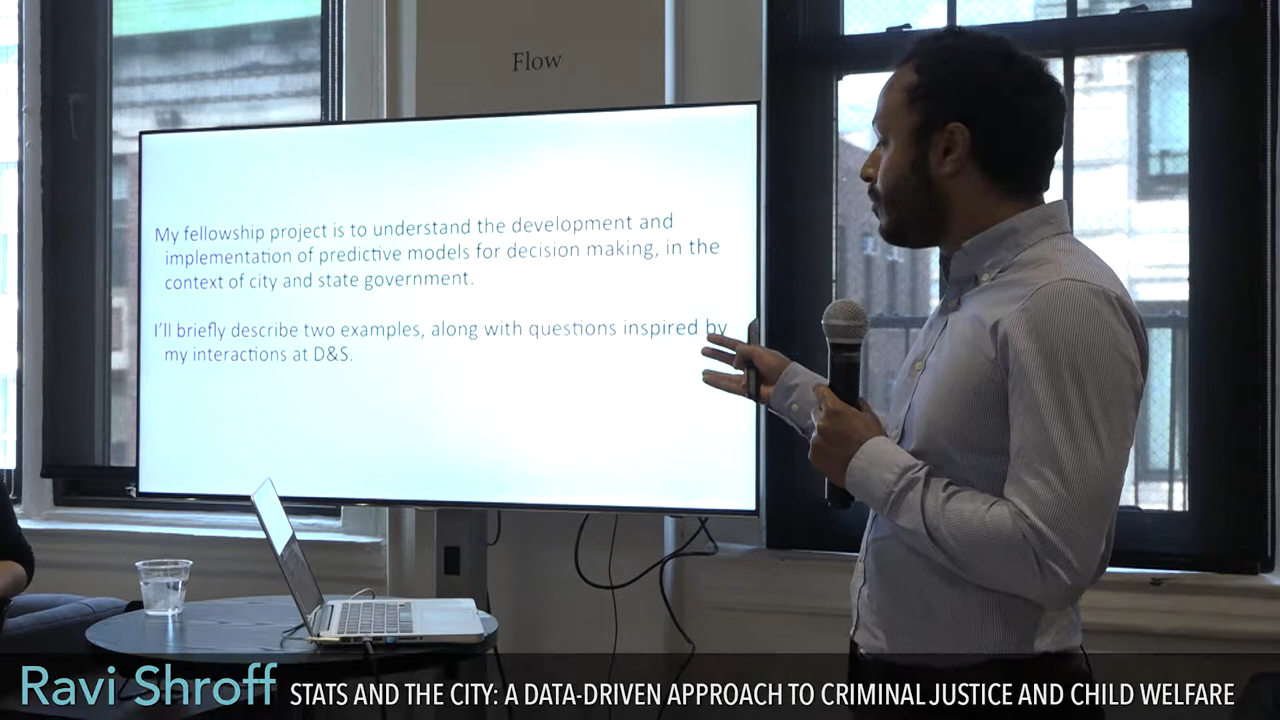 Flow
My fellowship project is to understand the development and
implementation of predictive models for decision making, in the
context of city and state government.
I'll briefly describe two examples, along with questions inspired by
my interactions at D&S.
Ravi Shroff STATS AND THE CITY: A DATA-DRIVEN APPROACH TO CRIMINAL JUSTICE AND CHILD WELFARE